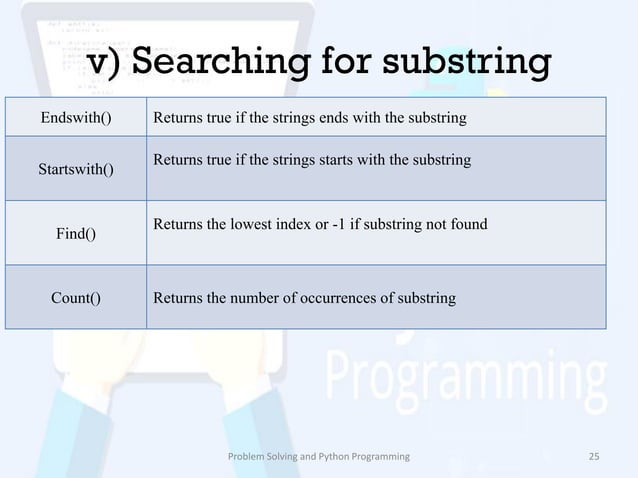 v) Searching for substring
Endswith() Returns true if the strings ends with the substring
Startswith() Returns true if the strings starts with the substring
Find() Returns the lowest index or -1 if substring not found
Count() Returns the number of occurrences of substring
Programming
Problem Solving and Python Programming 25